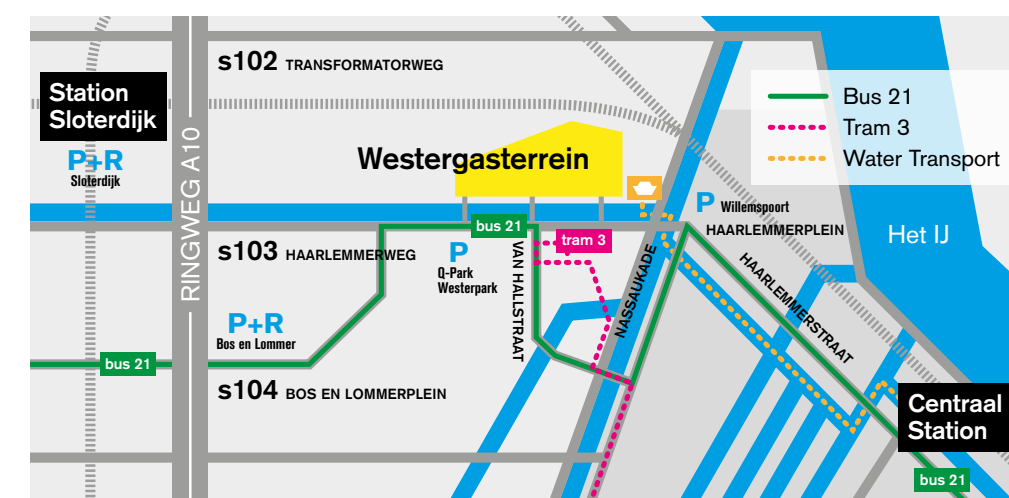 s102 TRANSFORMATORWEG
Station
Sloterdijk
P+R
Sloterdijk
RINGWEG A10
Westergasterrein
Bus 21
Tram 3
Water Transport
P Willemspoort
HAARLEMMERPLEIN
Het IJ
s103 HAARLEMMERWEG
bus 21
tram 3
P
Q-Park
Westerpark
VAN HALLSTRAAT
NASSAUKADE
HAARLEMMERSTRAAT
P+R
Bos en Lommer
bus 21
s104 BOS EN LOMMERPLEIN
Centraal
Station
bus 21